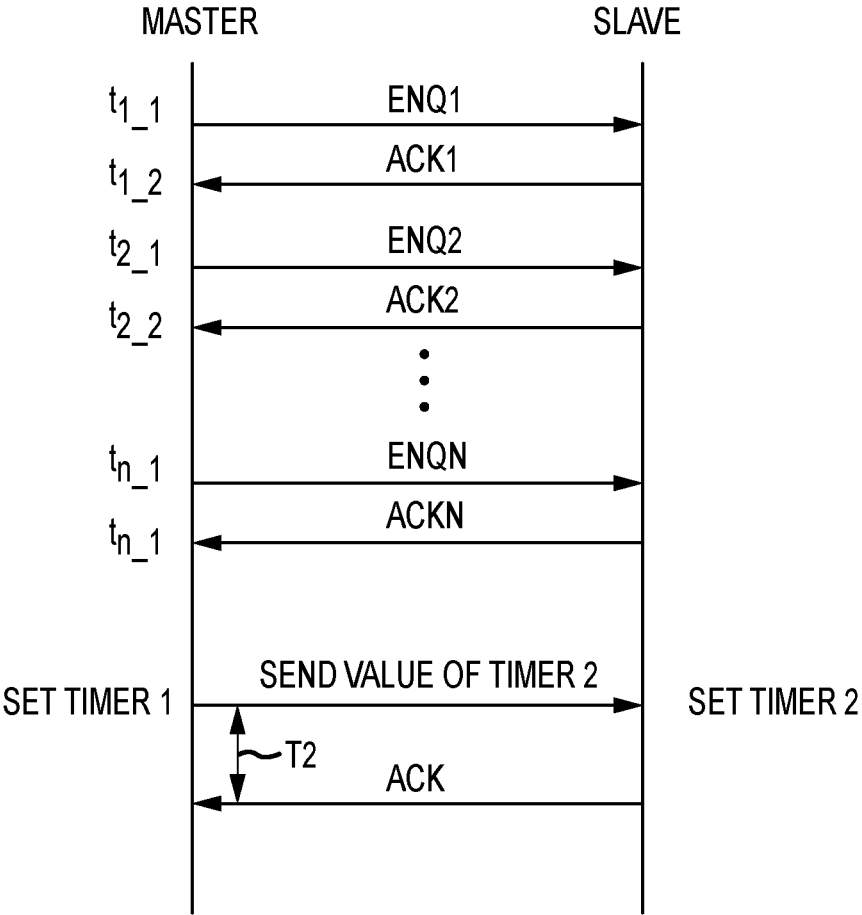 MASTER
SLAVE
t1_1
ENQ1
ACK1
t1_2
t2_1
ENQ2
ACK2
t2_2
tn_1
ENQN
ACKN
tn_1
SEND VALUE OF TIMER 2
SET TIMER 1
SET TIMER 2
T2
ACK